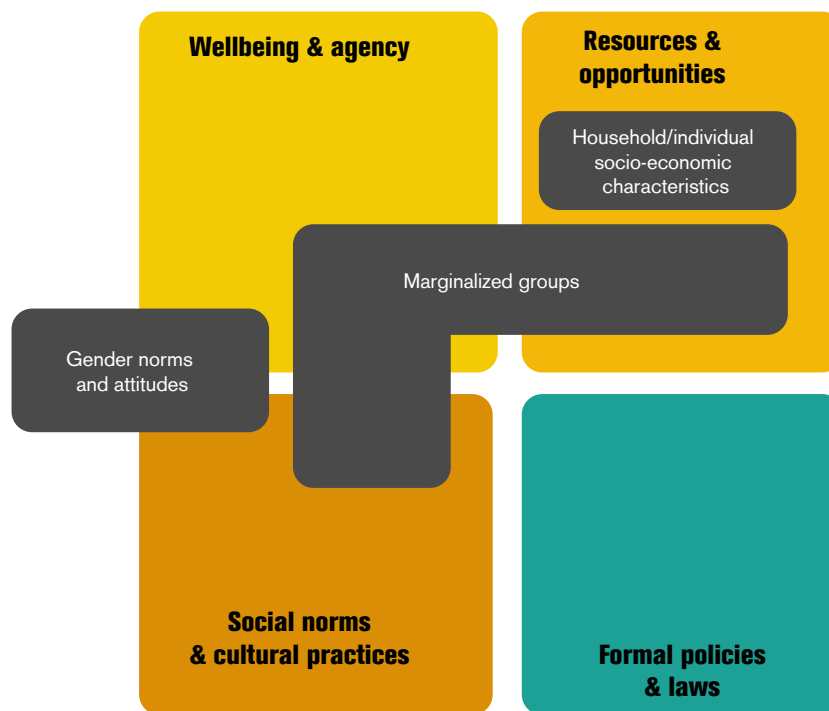 Wellbeing & agency
Resources &
opportunities
Household/individual
socio-economic
characteristics
Marginalized groups
Gender norms
and attitudes
Social norms
& cultural practices
Formal policies
& laws